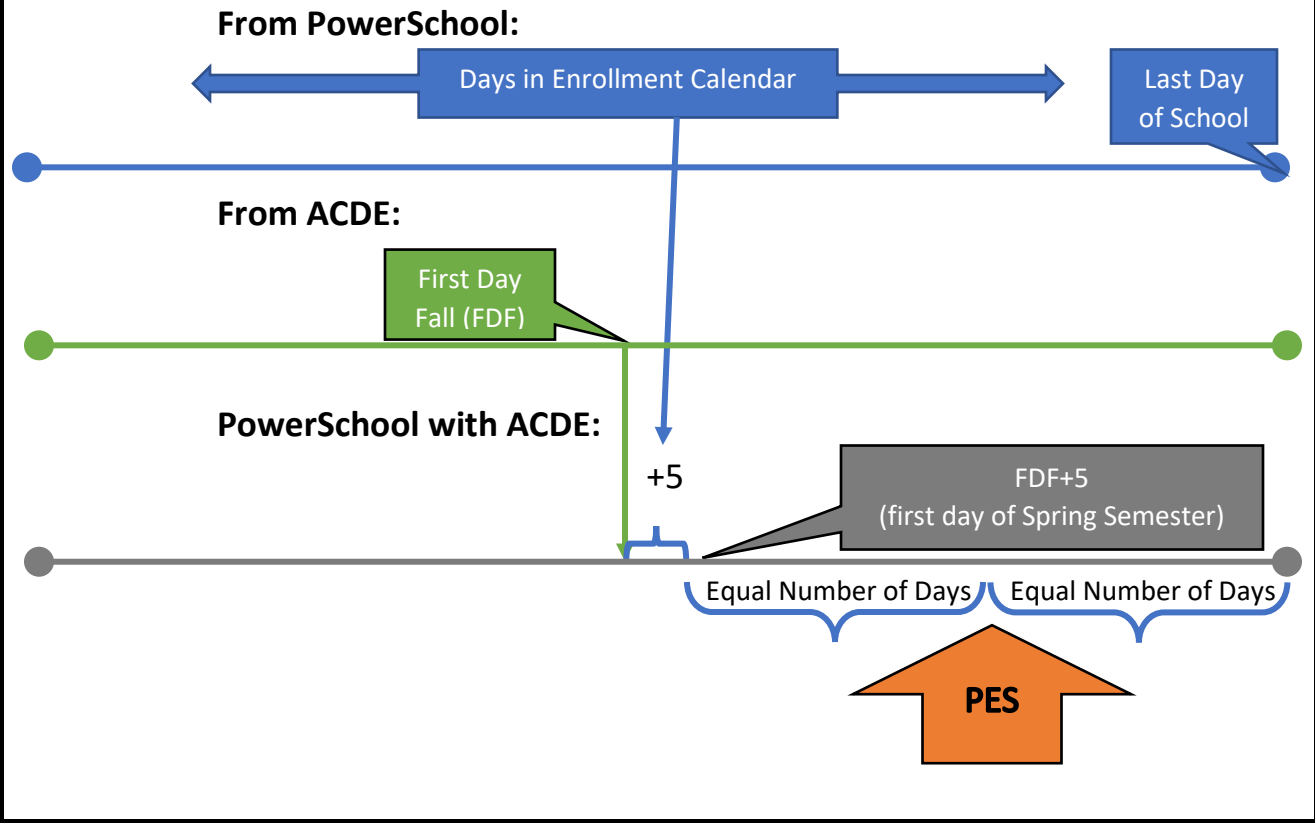 From PowerSchool:
Days in Enrollment Calendar
Last Day
of School
From ACDE:
First Day
Fall (FDF)
PowerSchool with ACDE:
+5
FDF+5
(first day of Spring Semester)
Equal Number of Days
Equal Number of Days
PES